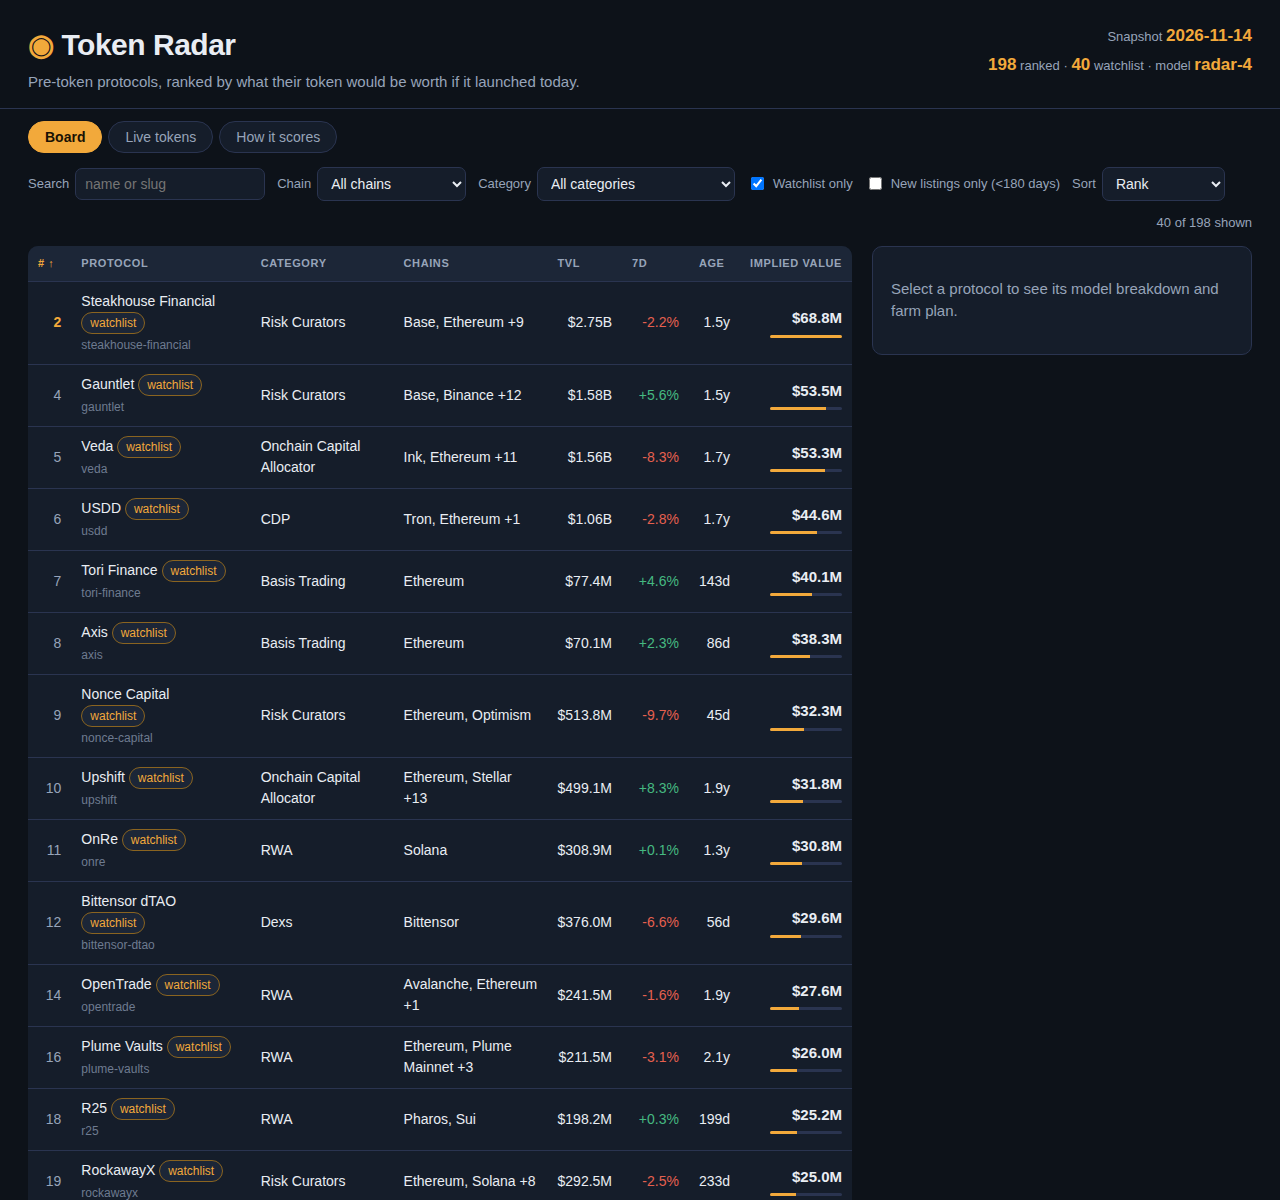 ◉ Token Radar
Pre-token protocols, ranked by what their token would be worth if it launched today.
Snapshot 2026-11-14
198 ranked · 40 watchlist · model radar-4
Board Live tokens How it scores
Search name or slug Chain All chains Category All categories Watchlist only New listings only (<180 days) Sort Rank
40 of 198 shown
# ↑ PROTOCOL CATEGORY CHAINS TVL 7D AGE IMPLIED VALUE
Select a protocol to see its model breakdown and
farm plan.
Steakhouse Financial
2 watchlist Risk Curators Base, Ethereum +9 $2.75B -2.2% 1.5y $68.8M
steakhouse-financial
Gauntlet watchlist
4 Risk Curators Base, Binance +12 $1.58B +5.6% 1.5y $53.5M
gauntlet
Veda watchlist Onchain Capital
5 Ink, Ethereum +11 $1.56B -8.3% 1.7y $53.3M
veda Allocator
USDD watchlist
6 CDP Tron, Ethereum +1 $1.06B -2.8% 1.7y $44.6M
usdd
Tori Finance watchlist
7 Basis Trading Ethereum $77.4M +4.6% 143d $40.1M
tori-finance
Axis watchlist
8 Basis Trading Ethereum $70.1M +2.3% 86d $38.3M
axis
Nonce Capital
9 watchlist Risk Curators Ethereum, Optimism $513.8M -9.7% 45d $32.3M
nonce-capital
Upshift watchlist Onchain Capital Ethereum, Stellar
10 $499.1M +8.3% 1.9y $31.8M
upshift Allocator +13
OnRe watchlist
11 RWA Solana $308.9M +0.1% 1.3y $30.8M
onre
Bittensor dTAO
12 watchlist Dexs Bittensor $376.0M -6.6% 56d $29.6M
bittensor-dtao
OpenTrade watchlist Avalanche, Ethereum
14 RWA $241.5M -1.6% 1.9y $27.6M
opentrade +1
Plume Vaults watchlist Ethereum, Plume
16 RWA $211.5M -3.1% 2.1y $26.0M
plume-vaults Mainnet +3
R25 watchlist
18 RWA Pharos, Sui $198.2M +0.3% 199d $25.2M
r25
RockawayX watchlist
19 Risk Curators Ethereum, Solana +8 $292.5M -2.5% 233d $25.0M
rockawayx